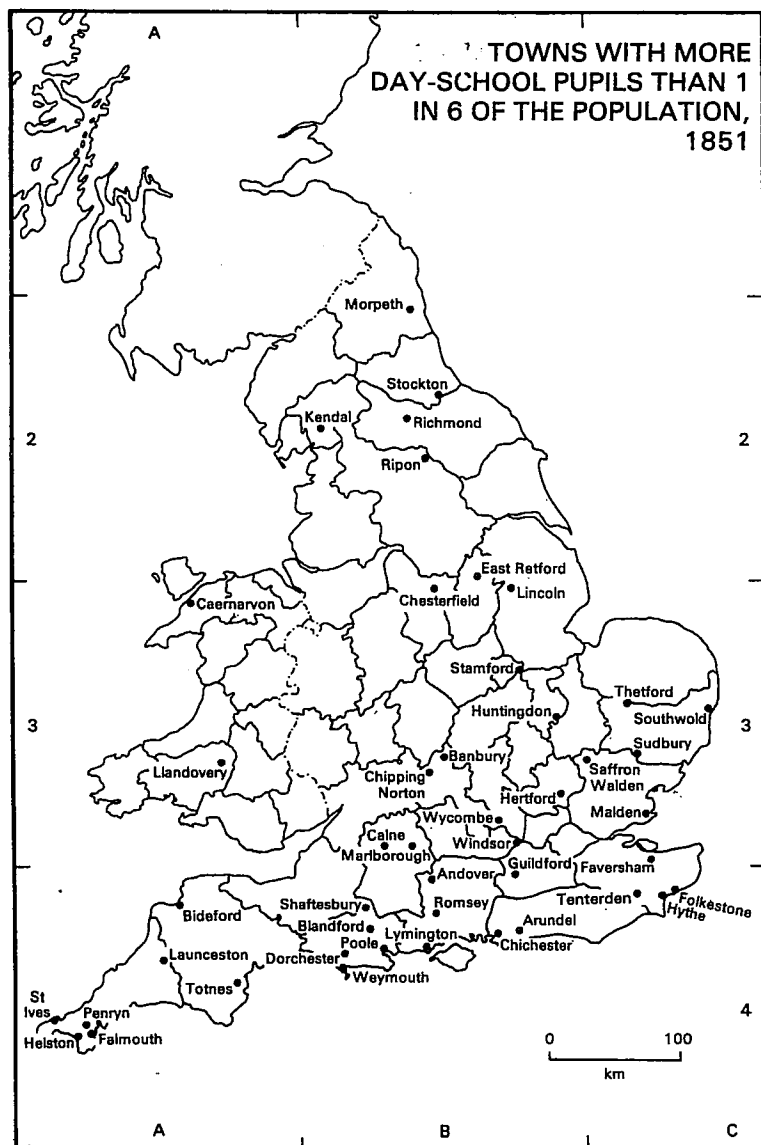 A
TOWNS WITH MORE
DAY-SCHOOL PUPILS THAN 1
IN 6 OF THE POPULATION,
1851
Morpeth
Stockton
2
Kendal
Richmond
2
Ripon
East Retford
Caernarvon
Chesterfield
Lincoln
Stamford
Thetford
3
Huntingdon
Southwold
3
Sudbury
Banbury
Llandovery
Chipping
Norton
Saffron
Walden
Hertford
Wycombe
Malden
Calne
Marlborough
Windsor
Guildford
Faversham
Andover
Bideford
Shaftesbury
Romsey
Tenterden
Folkestone
Hythe
Blandford
Lymington
Arundel
Launceston
Poole
Chichester
Dorchester
Weymouth
Totnes
St
Ives
Penryn
4
Helston
Falmouth
0 100
km
A B C